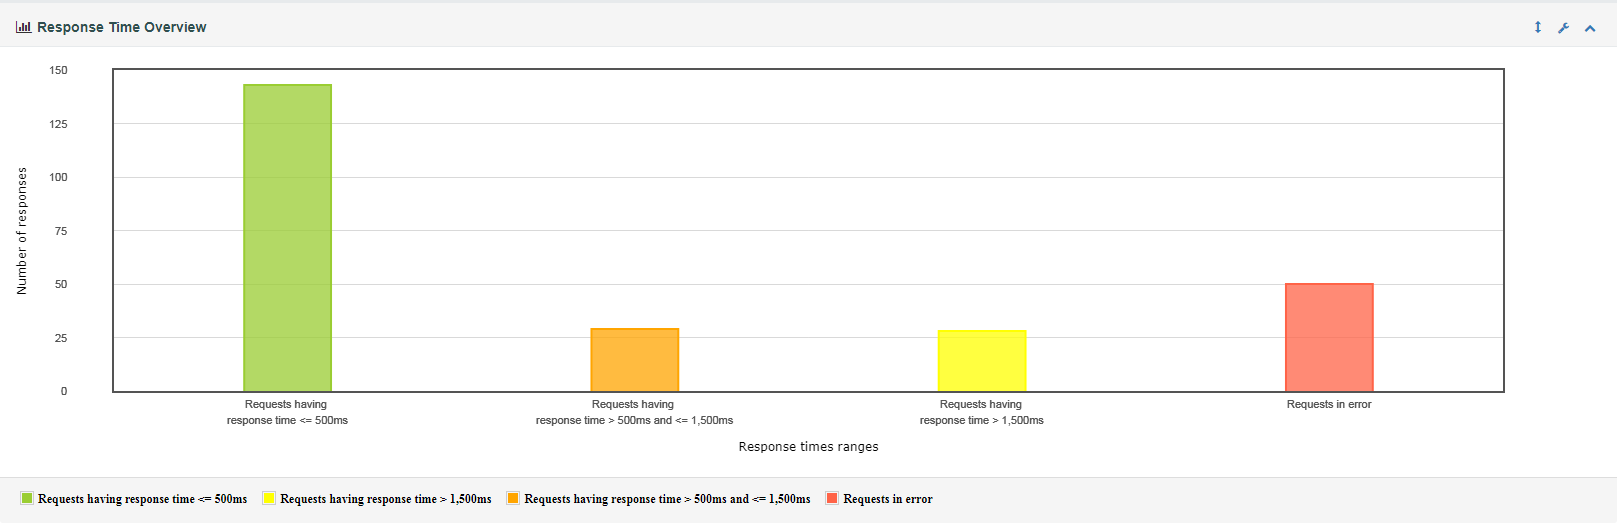 Response Time Overview
150
125
100
75
50
25
0
Number of responses
Requests having
response time <= 500ms
Requests having
response time > 500ms and <= 1,500ms
Requests having
response time > 1,500ms
Requests in error
Response times ranges
Requests having response time <= 500ms
Requests having response time > 1,500ms
Requests having response time > 500ms and <= 1,500ms
Requests in error